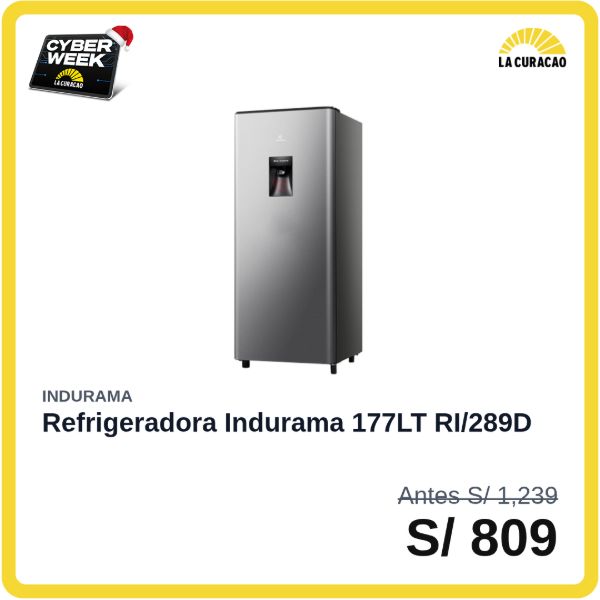 CYBER
WEEK
LA CURACAO
LA CURACAO
INDURAMA
Refrigeradora Indurama 177LT RI/289D
Antes S/ 1,239
S/ 809